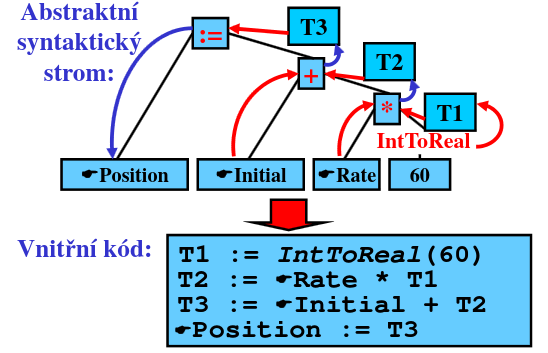 Abstraktní
syntaktický
strom:
:=
T3
+
T2
*
T1
IntToReal
☛Position
☛Initial
☛Rate
60
Vnitřní kód:
T1 := IntToReal(60)
T2 := ☛Rate * T1
T3 := ☛Initial + T2
☛Position := T3